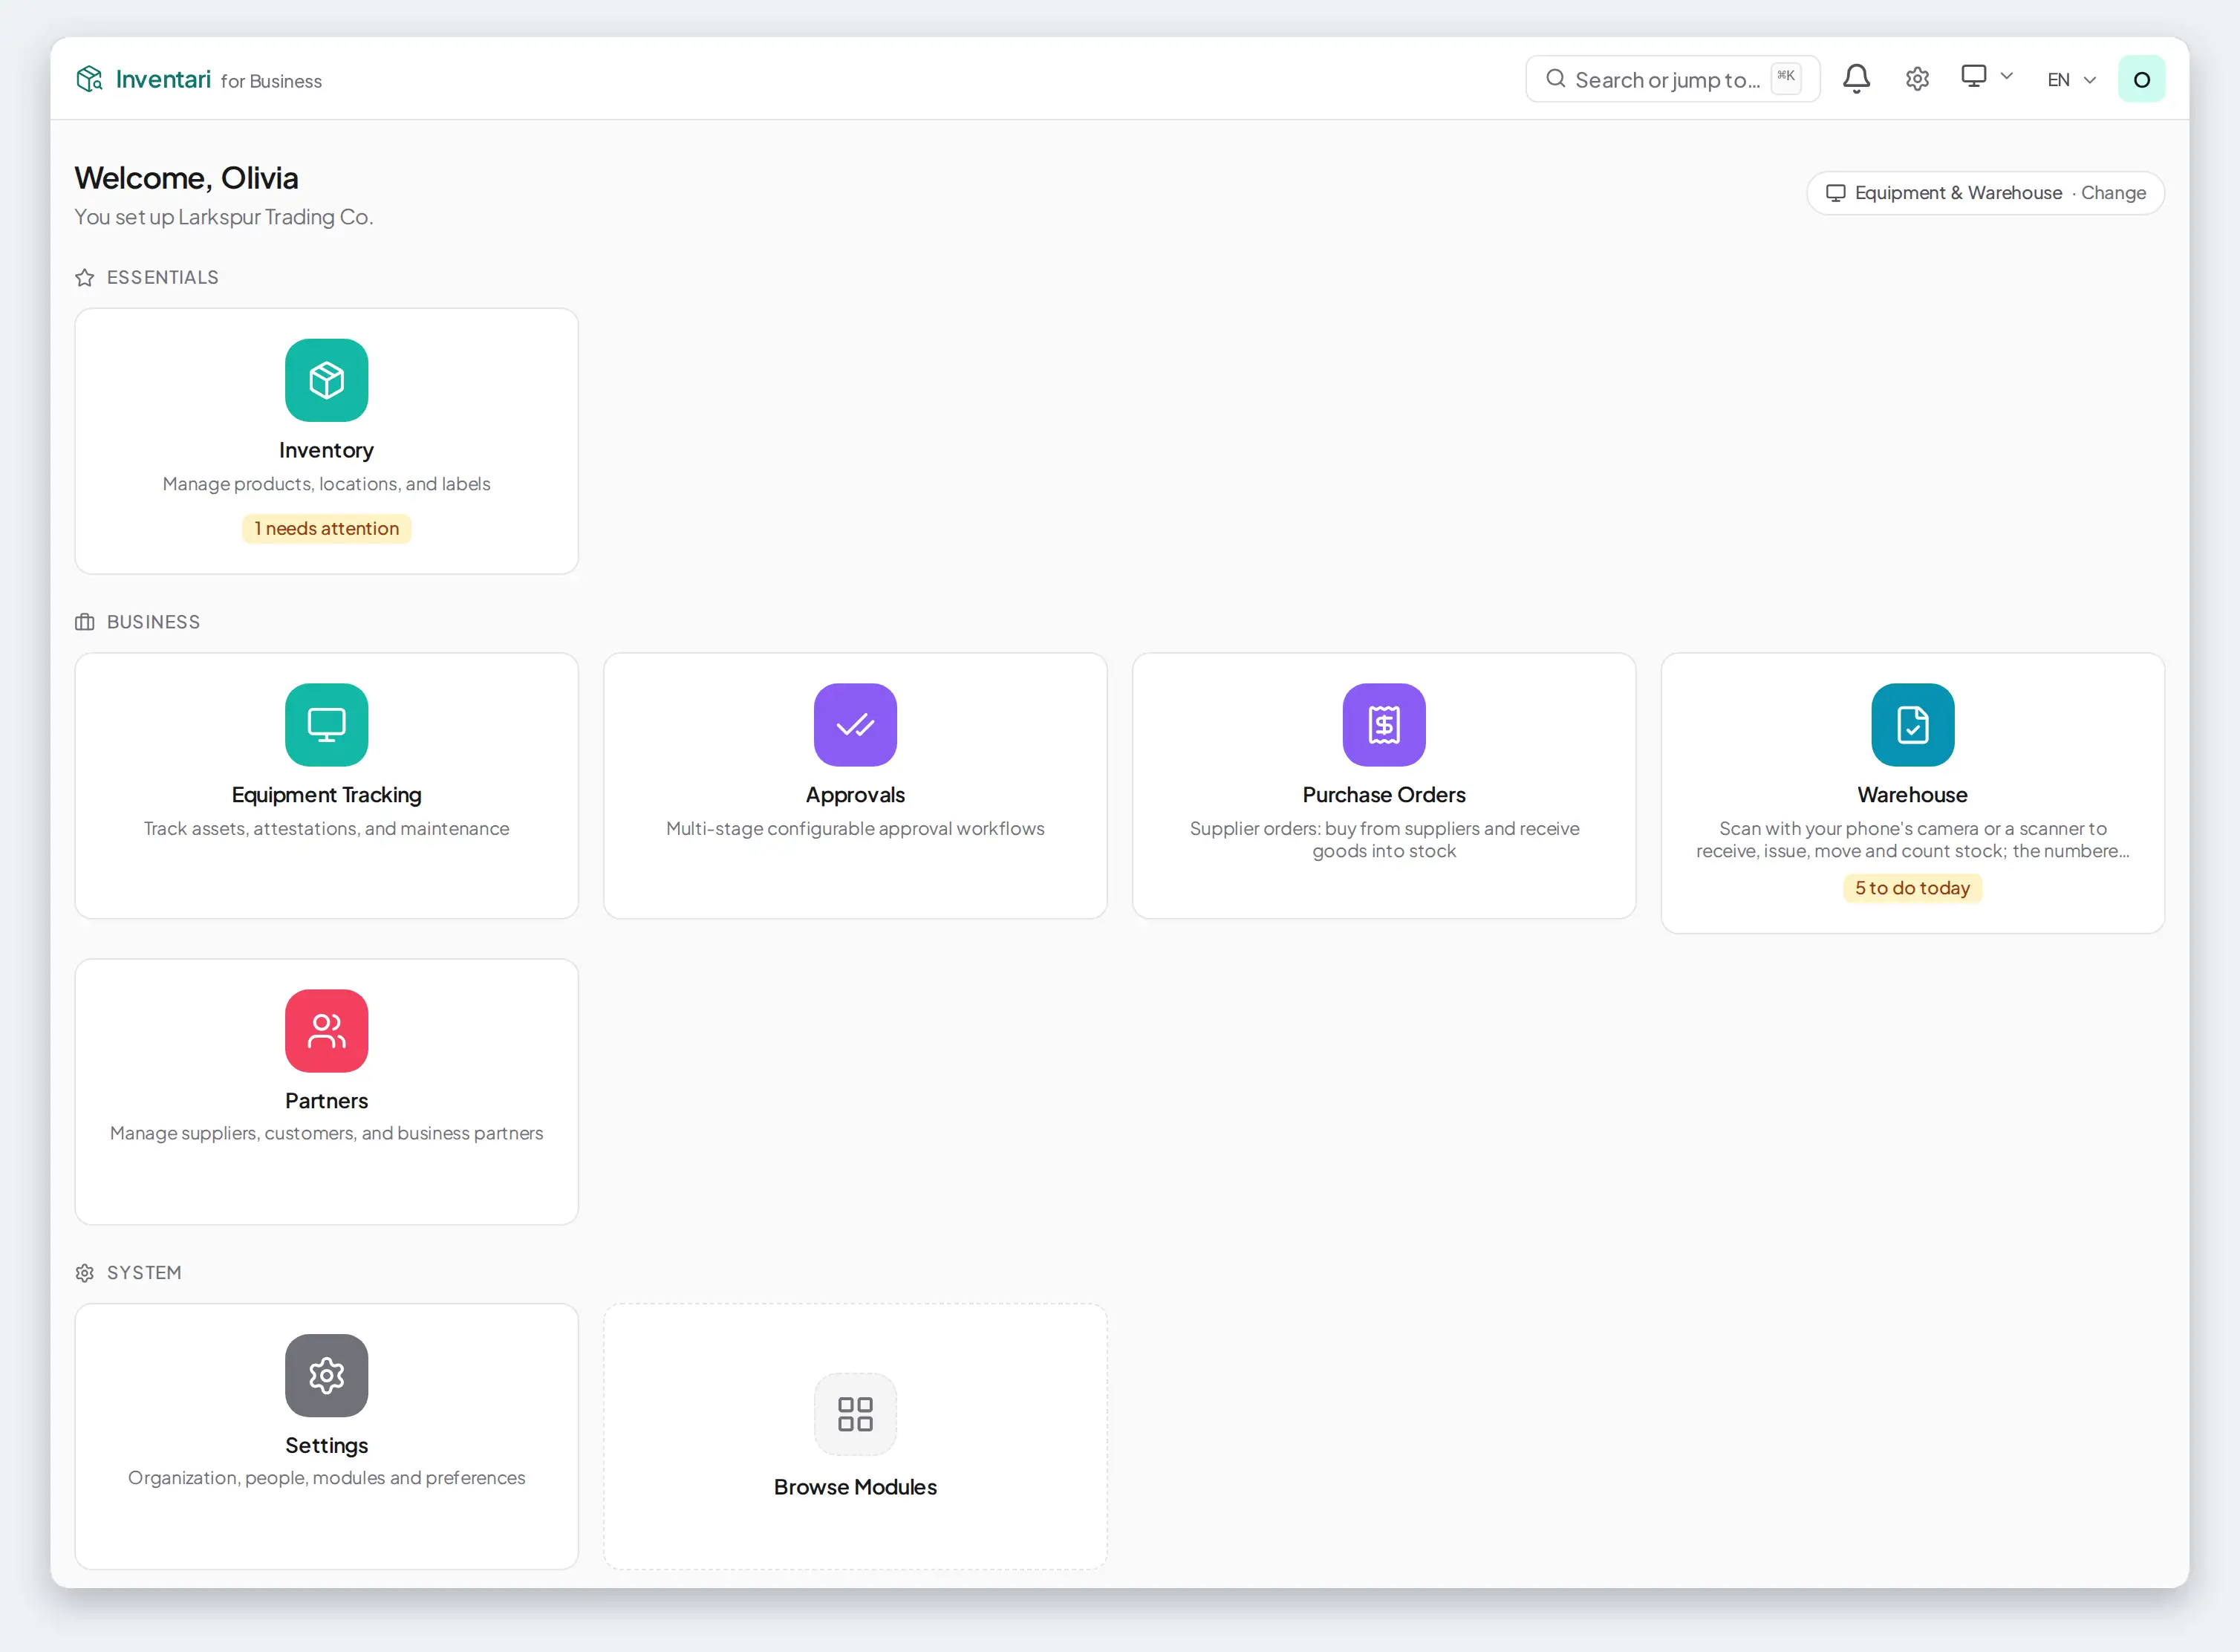 Inventari for Business
Search or jump to... ⌘K
EN
O
Welcome, Olivia
You set up Larkspur Trading Co.
Equipment & Warehouse · Change
ESSENTIALS
Inventory
Manage products, locations, and labels
1 needs attention
BUSINESS
Equipment Tracking
Track assets, attestations, and maintenance
Approvals
Multi-stage configurable approval workflows
Purchase Orders
Supplier orders: buy from suppliers and receive
goods into stock
Warehouse
Scan with your phone's camera or a scanner to
receive, issue, move and count stock; the numbere...
5 to do today
Partners
Manage suppliers, customers, and business partners
SYSTEM
Settings
Organization, people, modules and preferences
Browse Modules